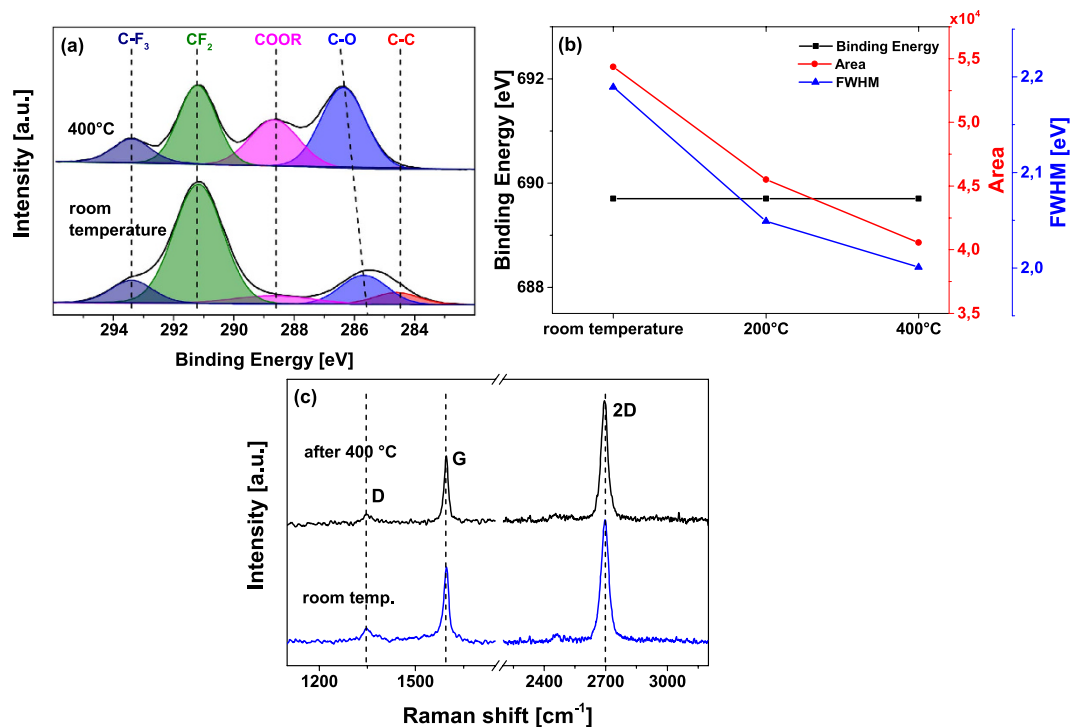 (a)
C-F3 CF2 COOR C-O C-C
400°C
room
temperature
Intensity [a.u.]
294 292 290 288 286 284
Binding Energy [eV]
(b)
x10⁴
Binding Energy
Area
FWHM
Binding Energy [eV]
692
690
688
5,5
5,0
4,5
4,0
3,5
Area
2,2
2,1
2,0
FWHM [eV]
room temperature 200°C 400°C
(c)
2D
after 400 °C
G
D
room temp.
Intensity [a.u.]
1200 1500 2400 2700 3000
Raman shift [cm⁻¹]